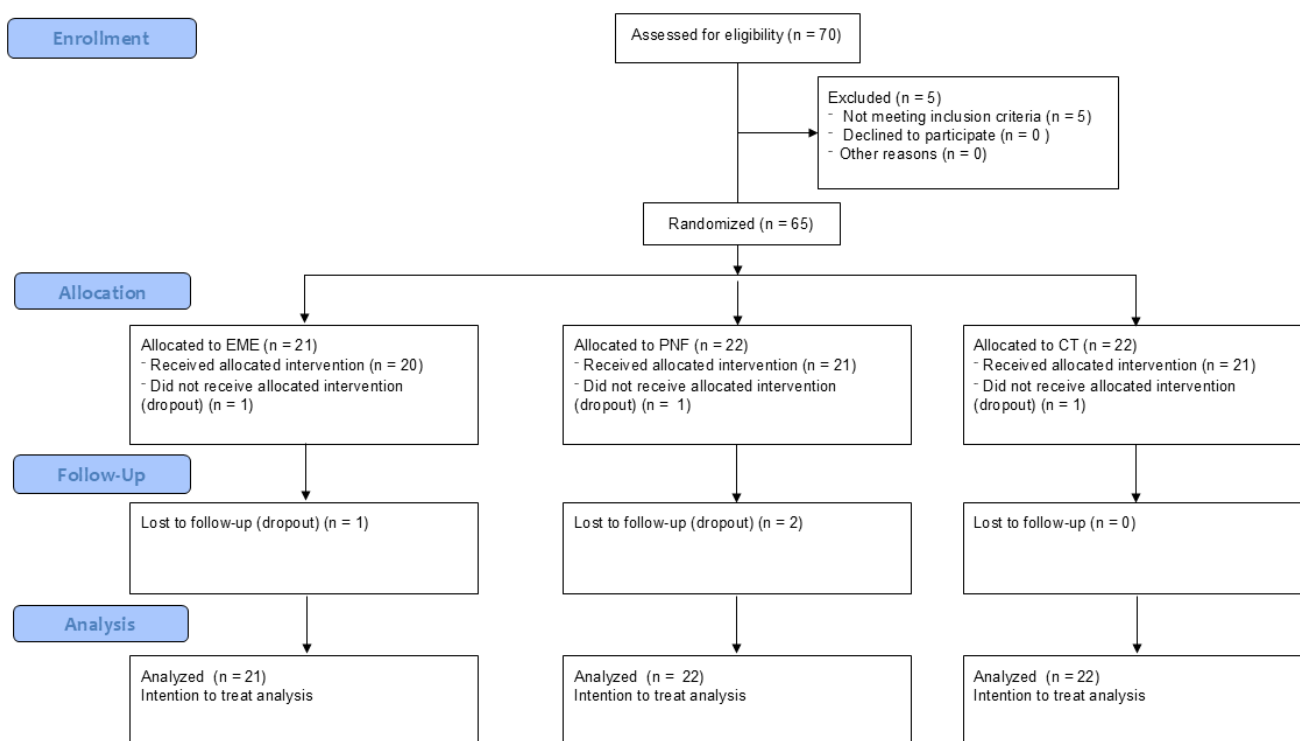 Enrollment
Assessed for eligibility (n = 70)
Excluded (n = 5)
- Not meeting inclusion criteria (n = 5)
- Declined to participate (n = 0 )
- Other reasons (n = 0)
Randomized (n = 65)
Allocation
Allocated to EME (n = 21)
- Received allocated intervention (n = 20)
- Did not receive allocated intervention
(dropout) (n = 1)
Allocated to PNF (n = 22)
- Received allocated intervention (n = 21)
- Did not receive allocated intervention
(dropout) (n = 1)
Allocated to CT (n = 22)
- Received allocated intervention (n = 21)
- Did not receive allocated intervention
(dropout) (n = 1)
Follow-Up
Lost to follow-up (dropout) (n = 1)
Lost to follow-up (dropout) (n = 2)
Lost to follow-up (n = 0)
Analysis
Analyzed (n = 21)
Intention to treat analysis
Analyzed (n = 22)
Intention to treat analysis
Analyzed (n = 22)
Intention to treat analysis